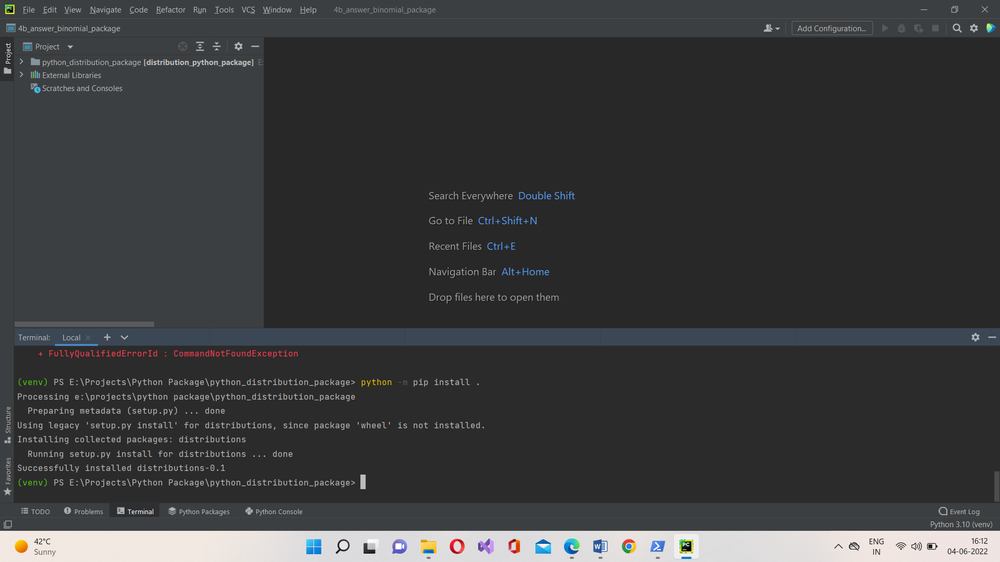 File Edit View Navigate Code Refactor Run Tools VCS Window Help 4b_answer_binomial_package
4b_answer_binomial_package Add Configuration...
Project
Project
python_distribution_package [distribution_python_package] E:
External Libraries
Scratches and Consoles
Search Everywhere Double Shift
Go to File Ctrl+Shift+N
Recent Files Ctrl+E
Navigation Bar Alt+Home
Drop files here to open them
Terminal: Local
+ FullyQualifiedErrorId : CommandNotFoundException
(venv) PS E:\Projects\Python Package\python_distribution_package> python -m pip install .
Processing e:\projects\python package\python_distribution_package
Preparing metadata (setup.py) ... done
Using legacy 'setup.py install' for distributions, since package 'wheel' is not installed.
Installing collected packages: distributions
Running setup.py install for distributions ... done
Successfully installed distributions-0.1
(venv) PS E:\Projects\Python Package\python_distribution_package>
Structure
Favorites
TODO Problems Terminal Python Packages Python Console Event Log
Python 3.10 (venv)
42°C
Sunny
ENG
IN
16:12
04-06-2022